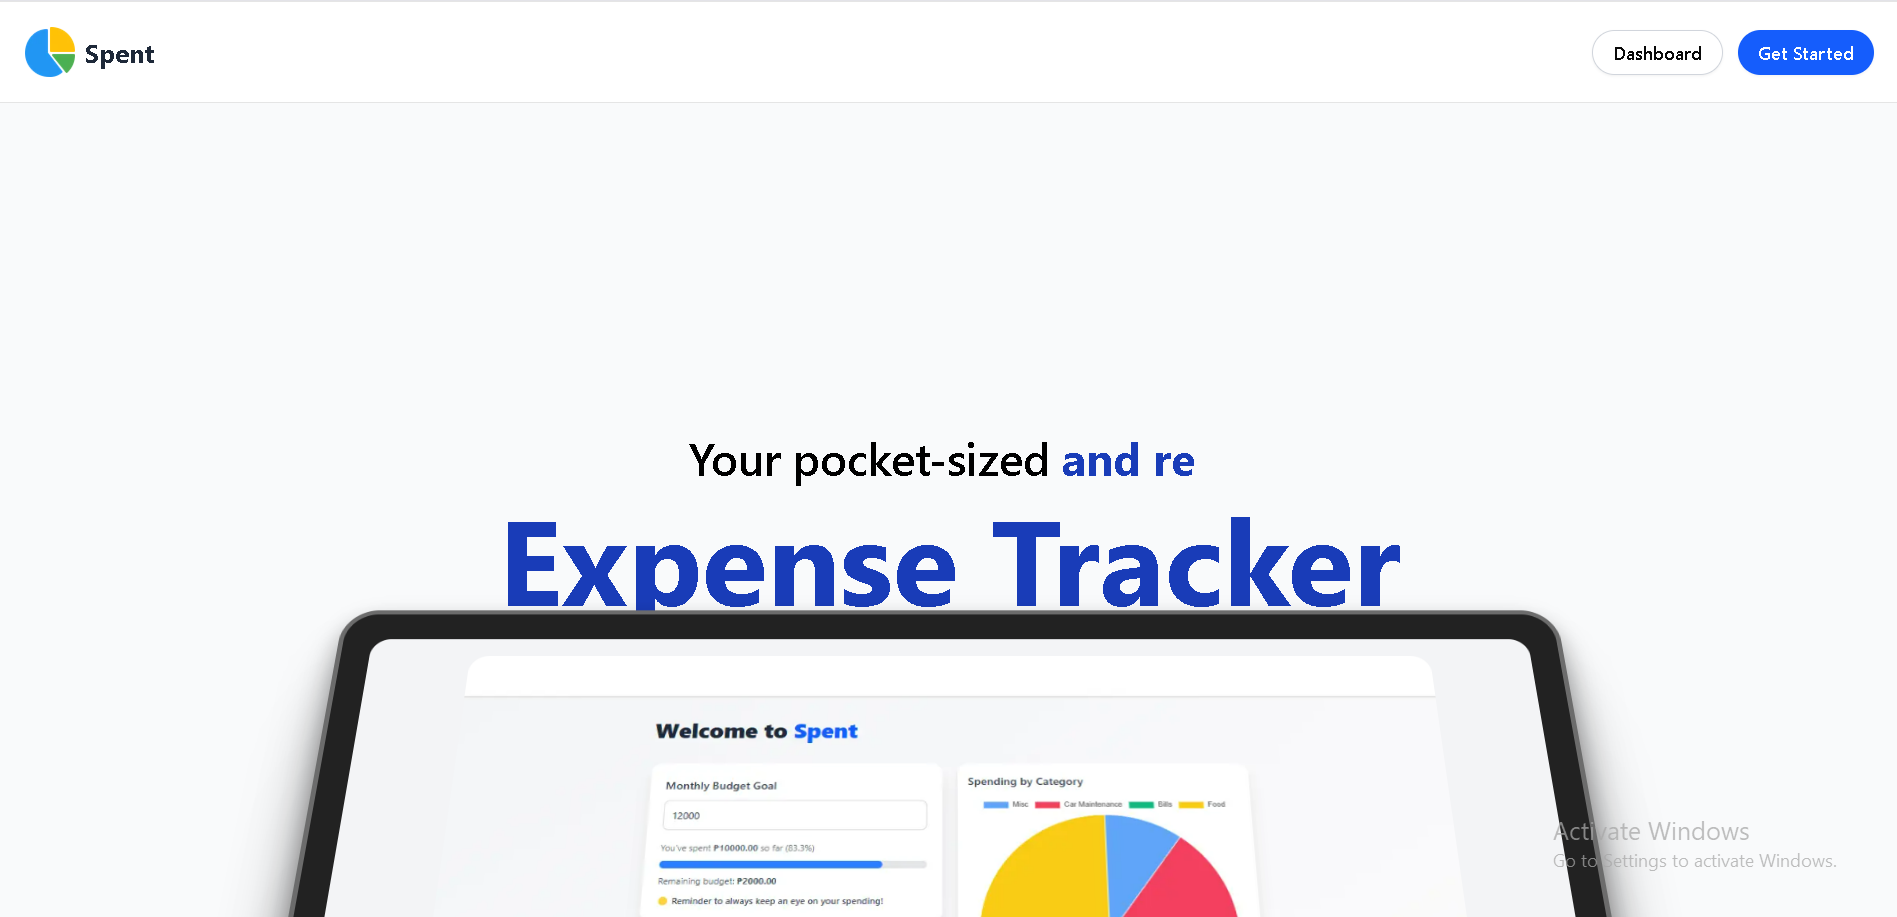 Spent
Dashboard
Get Started
Your pocket-sized and re
Expense Tracker
Welcome to Spent
Monthly Budget Goal
12000
You've spent ₱10000.00 so far (83.3%)
Remaining budget: ₱2000.00
Reminder to always keep an eye on your spending!
Spending by Category
Misc
Car Maintenance
Bills
Food
Activate Windows
Go to Settings to activate Windows.